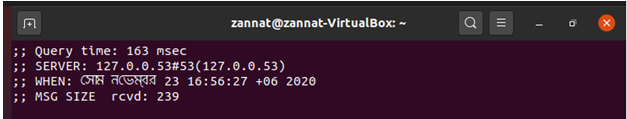 zannat@zannat-VirtualBox: ~
;; Query time: 163 msec
;; SERVER: 127.0.0.53#53(127.0.0.53)
;; WHEN: সোম নভেম্বর 23 16:56:27 +06 2020
;; MSG SIZE  rcvd: 239